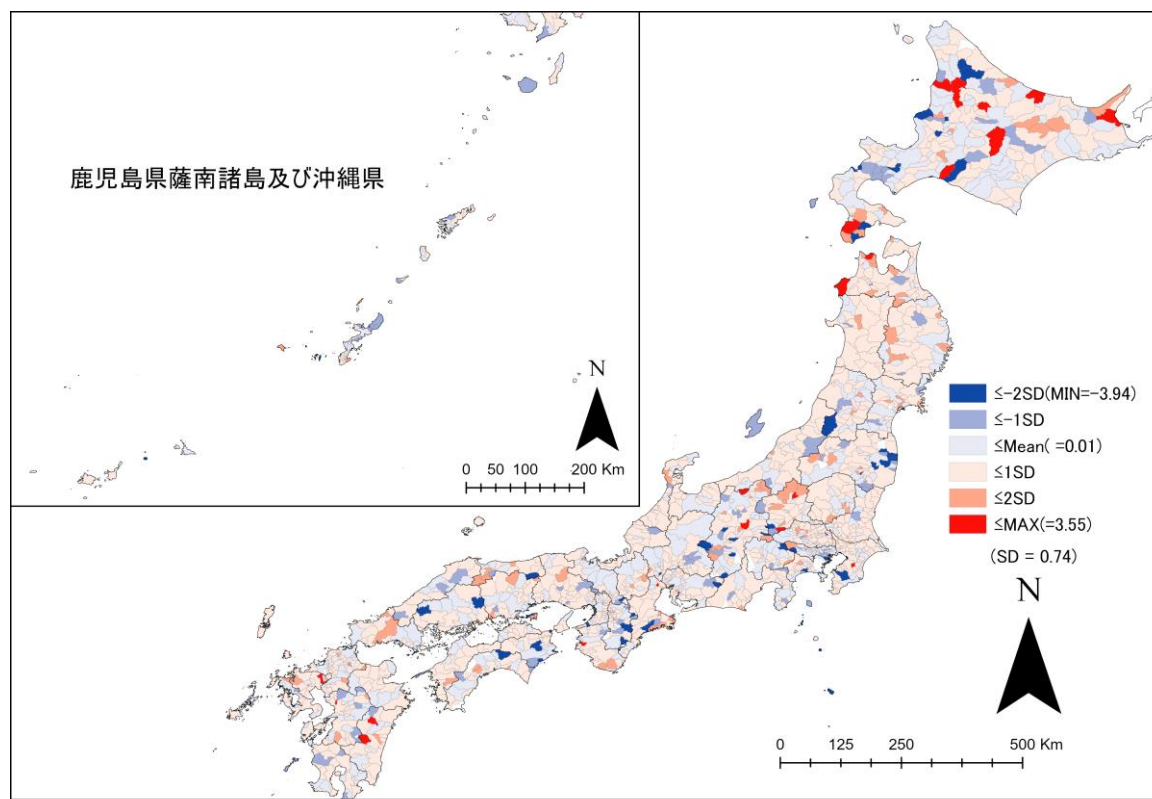 鹿児島県薩南諸島及び沖縄県
N
0 50 100 200 Km
≤-2SD(MIN=-3.94)
≤-1SD
≤Mean( =0.01)
≤1SD
≤2SD
≤MAX(=3.55)
(SD = 0.74)
N
0 125 250 500 Km